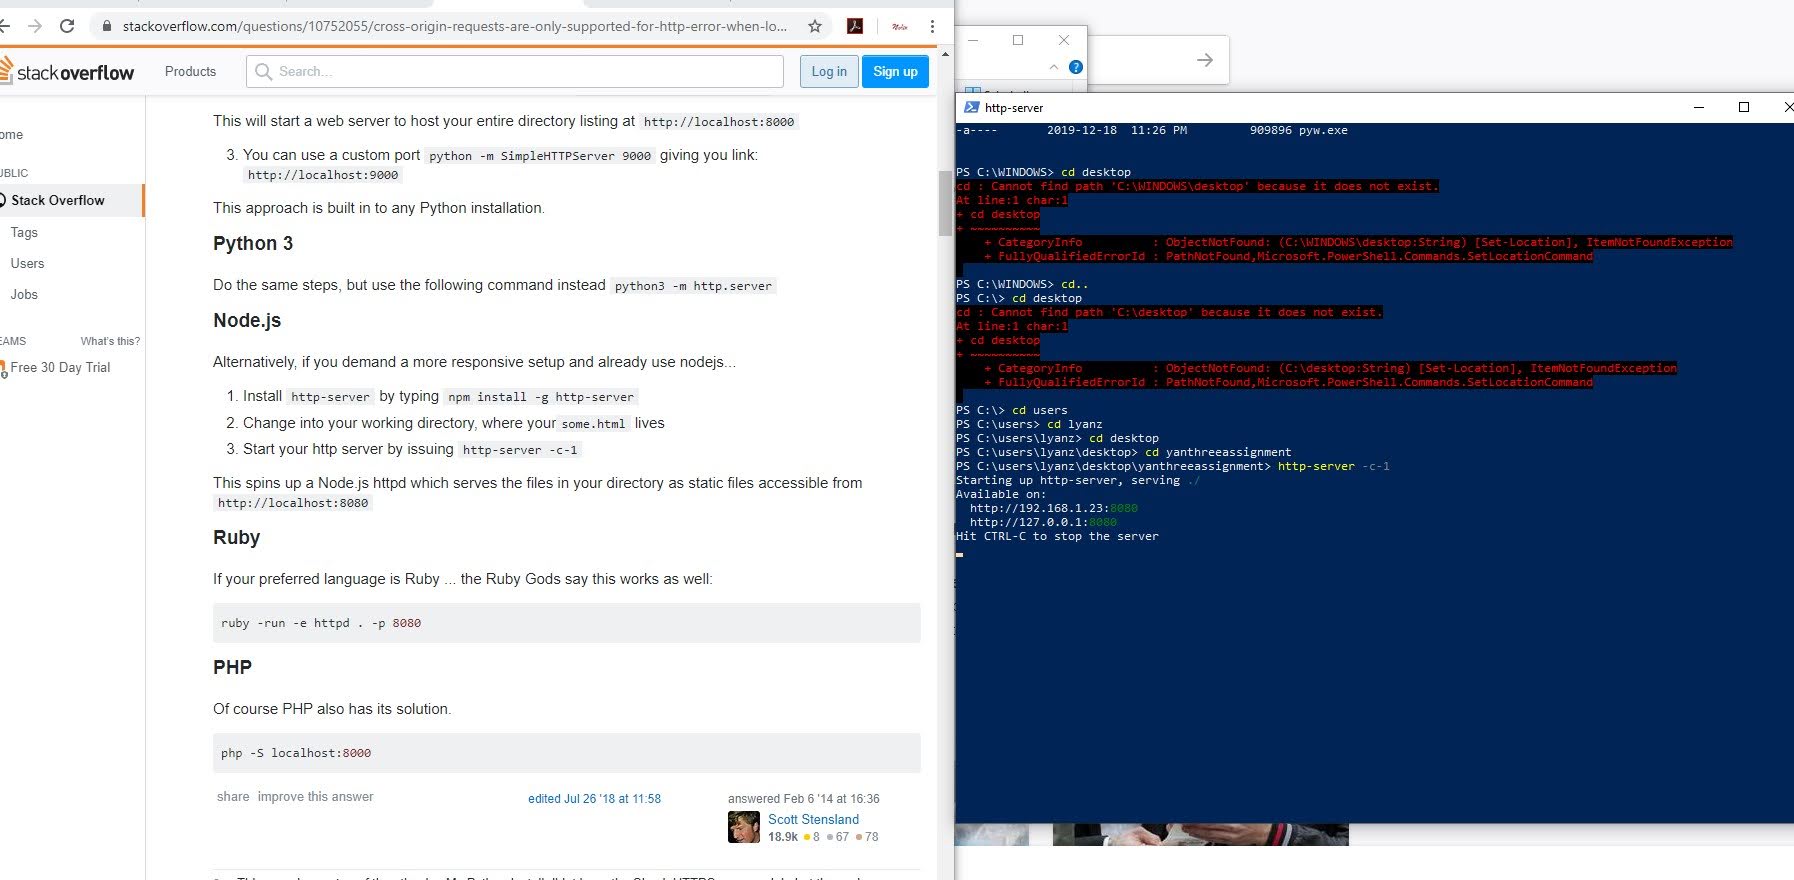 stackoverflow.com/questions/10752055/cross-origin-requests-are-only-supported-for-http-error-when-lo...
stackoverflow
Products
Search...
Log in
Sign up
ome
UBLIC
Stack Overflow
Tags
Users
Jobs
EAMS
What's this?
Free 30 Day Trial
This will start a web server to host your entire directory listing at http://localhost:8000
3. You can use a custom port python -m SimpleHTTPServer 9000 giving you link:
http://localhost:9000
This approach is built in to any Python installation.
Python 3
Do the same steps, but use the following command instead python3 -m http.server
Node.js
Alternatively, if you demand a more responsive setup and already use nodejs...
1. Install http-server by typing npm install -g http-server
2. Change into your working directory, where your some.html lives
3. Start your http server by issuing http-server -c-1
This spins up a Node.js httpd which serves the files in your directory as static files accessible from
http://localhost:8080
Ruby
If your preferred language is Ruby ... the Ruby Gods say this works as well:
ruby -run -e httpd . -p 8080
PHP
Of course PHP also has its solution.
php -S localhost:8000
share improve this answer
edited Jul 26 '18 at 11:58
answered Feb 6 '14 at 16:36
Scott Stensland
18.9k 8 67 78
http-server
-a---- 2019-12-18 11:26 PM 909896 pyw.exe
PS C:\WINDOWS> cd desktop
cd : Cannot find path 'C:\WINDOWS\desktop' because it does not exist.
At line:1 char:1
+ cd desktop
+ ~~~~~~~~~~
+ CategoryInfo : ObjectNotFound: (C:\WINDOWS\desktop:String) [Set-Location], ItemNotFoundException
+ FullyQualifiedErrorId : PathNotFound,Microsoft.PowerShell.Commands.SetLocationCommand
PS C:\WINDOWS> cd..
PS C:\> cd desktop
cd : Cannot find path 'C:\desktop' because it does not exist.
At line:1 char:1
+ cd desktop
+ ~~~~~~~~~~
+ CategoryInfo : ObjectNotFound: (C:\desktop:String) [Set-Location], ItemNotFoundException
+ FullyQualifiedErrorId : PathNotFound,Microsoft.PowerShell.Commands.SetLocationCommand
PS C:\> cd users
PS C:\users> cd lyanz
PS C:\users\lyanz> cd desktop
PS C:\users\lyanz\desktop> cd yanthreeassignment
PS C:\users\lyanz\desktop\yanthreeassignment> http-server -c-1
Starting up http-server, serving ./
Available on:
http://192.168.1.23:8080
http://127.0.0.1:8080
Hit CTRL-C to stop the server